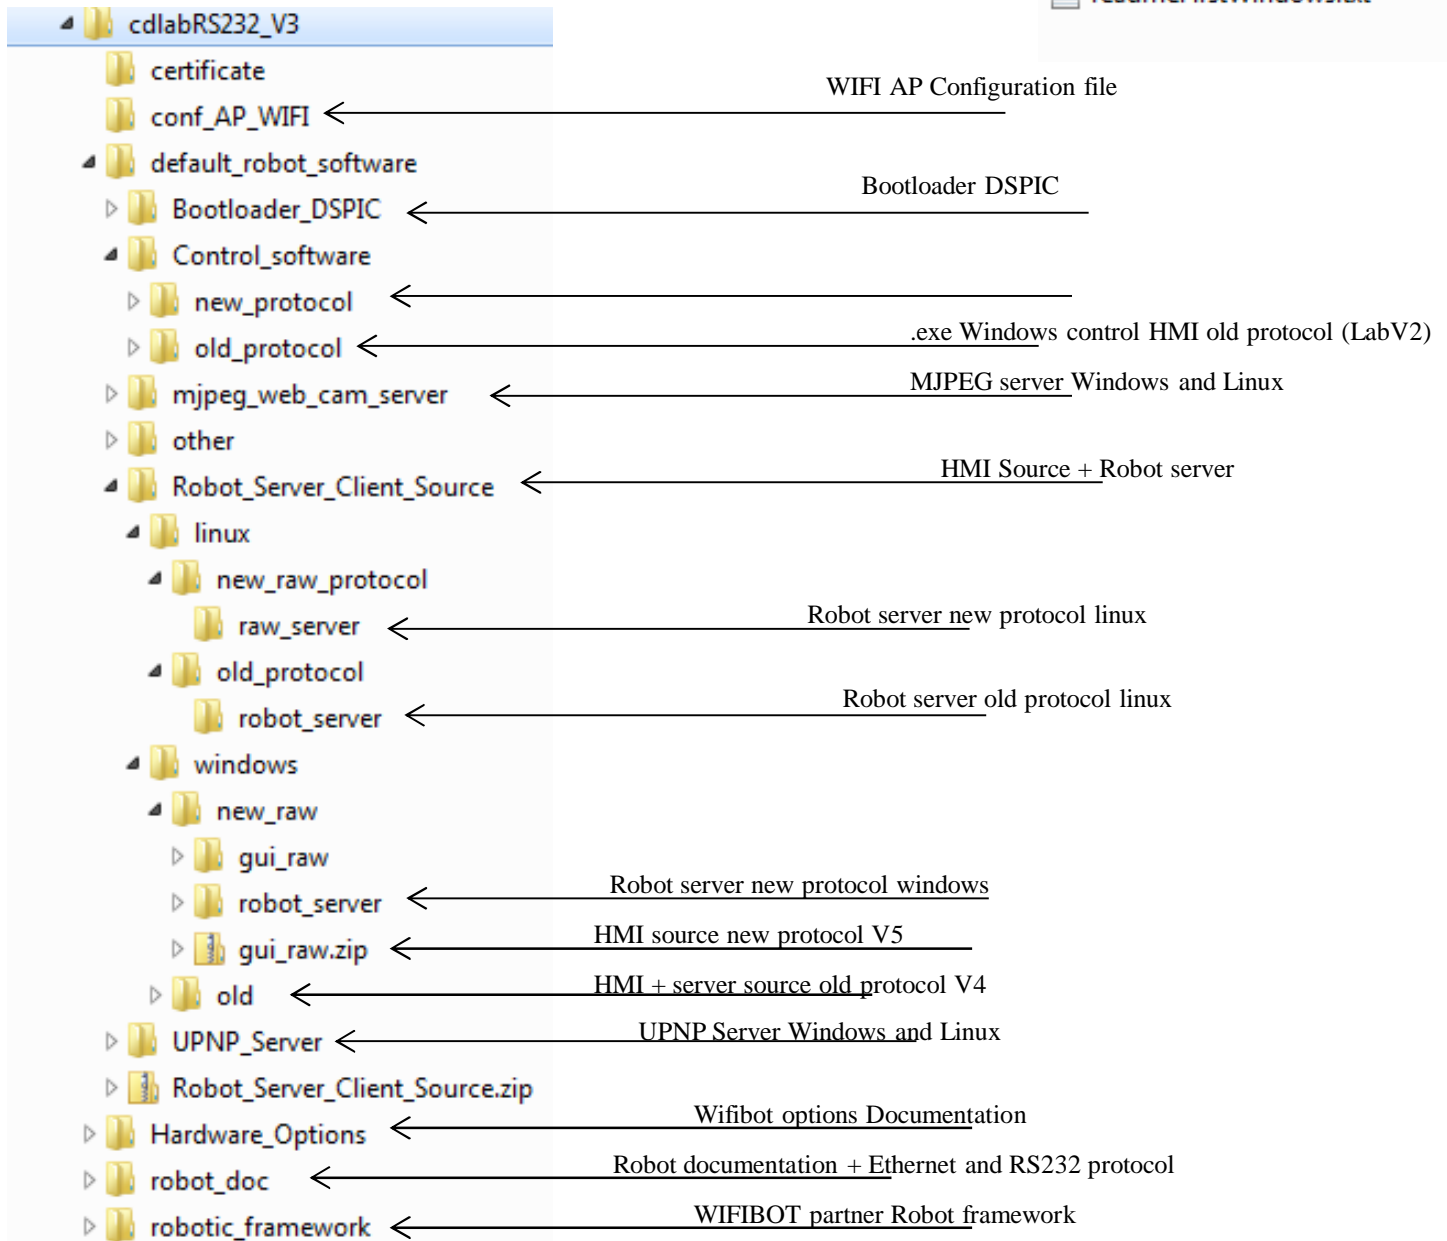 cdlabRS232_V3
certificate
WIFI AP Configuration file
conf_AP_WIFI
default_robot_software
Bootloader DSPIC
Bootloader_DSPIC
Control_software
new_protocol
.exe Windows control HMI old protocol (LabV2)
old_protocol
MJPEG server Windows and Linux
mjpeg_web_cam_server
other
HMI Source + Robot server
Robot_Server_Client_Source
linux
new_raw_protocol
Robot server new protocol linux
raw_server
old_protocol
Robot server old protocol linux
robot_server
windows
new_raw
gui_raw
Robot server new protocol windows
robot_server
HMI source new protocol V5
gui_raw.zip
HMI + server source old protocol V4
old
UPNP Server Windows and Linux
UPNP_Server
Robot_Server_Client_Source.zip
Wifibot options Documentation
Hardware_Options
Robot documentation + Ethernet and RS232 protocol
robot_doc
WIFIBOT partner Robot framework
robotic_framework